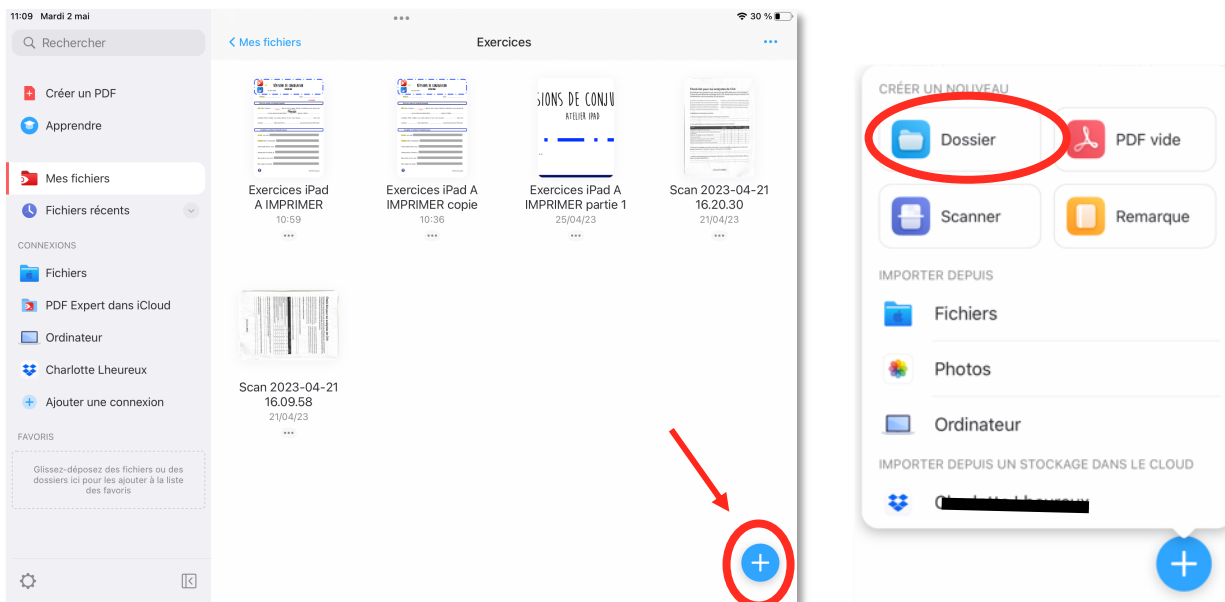 11:09 Mardi 2 mai
30 %
Rechercher
Créer un PDF
Apprendre
Mes fichiers
Fichiers récents
CONNEXIONS
Fichiers
PDF Expert dans iCloud
Ordinateur
Charlotte Lheureux
Ajouter une connexion
FAVORIS
Glissez-déposez des fichiers ou des
dossiers ici pour les ajouter à la liste
des favoris
Mes fichiers
Exercices
SIONS DE CONJU
ATELIER IPAD
Exercices iPad
A IMPRIMER
10:59
Exercices iPad A
IMPRIMER copie
10:36
Exercices iPad A
IMPRIMER partie 1
25/04/23
Scan 2023-04-21
16.20.30
21/04/23
Scan 2023-04-21
16.09.58
21/04/23
CRÉER UN NOUVEAU
Dossier
PDF vide
Scanner
Remarque
IMPORTER DEPUIS
Fichiers
Photos
Ordinateur
IMPORTER DEPUIS UN STOCKAGE DANS LE CLOUD